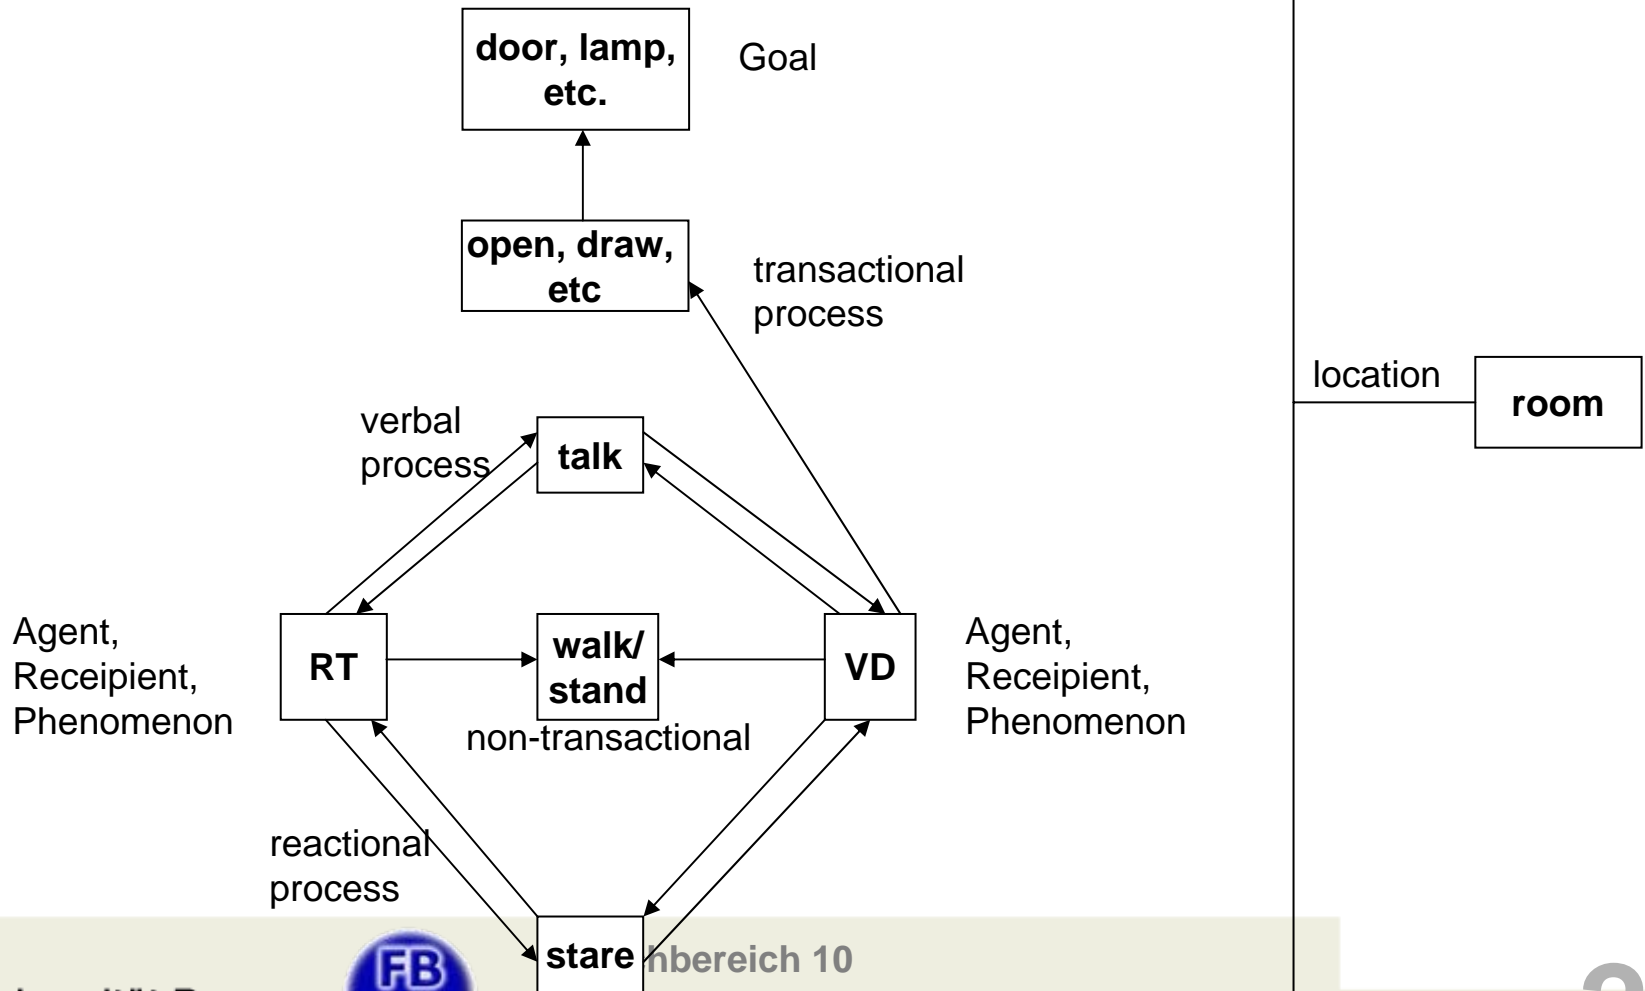 door, lamp,
etc.
Goal
open, draw,
etc
transactional
process
location
room
verbal
process
talk
Agent,
Receipient,
Phenomenon
RT
walk/
stand
VD
Agent,
Receipient,
Phenomenon
non-transactional
reactional
process
stare
hbereich 10
FB